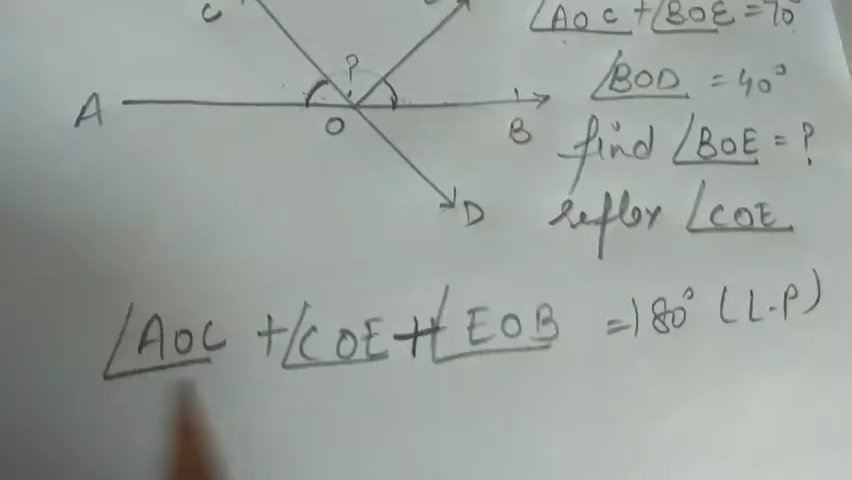 C
∠AOC + ∠BOE = 70°
P
∠BOD = 40°
A
O
B
find ∠BOE = ?
D
reflex ∠COE
∠AOC + ∠COE + ∠EOB = 180° (L.P)